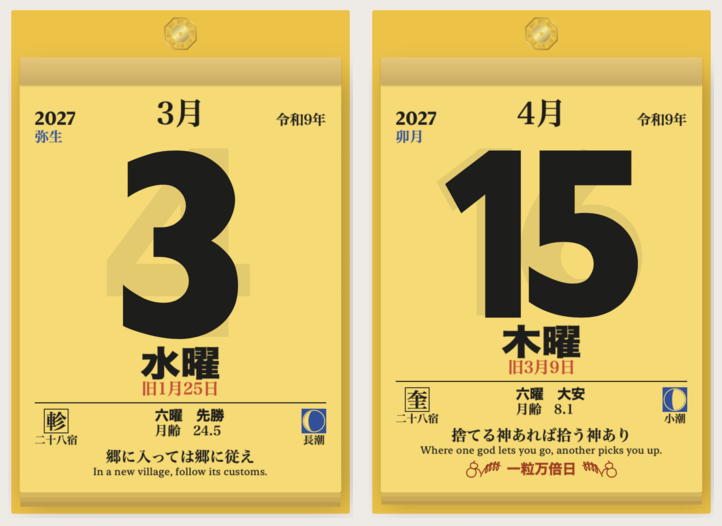 3月
2027
令和9年
弥生
3
水曜
旧1月25日
軫
二十八宿
六曜 先勝
月齢 24.5
長潮
郷に入っては郷に従え
In a new village, follow its customs.
4月
2027
令和9年
卯月
15
木曜
旧3月9日
奎
二十八宿
六曜 大安
月齢 8.1
小潮
捨てる神あれば拾う神あり
Where one god lets you go, another picks you up.
一粒万倍日